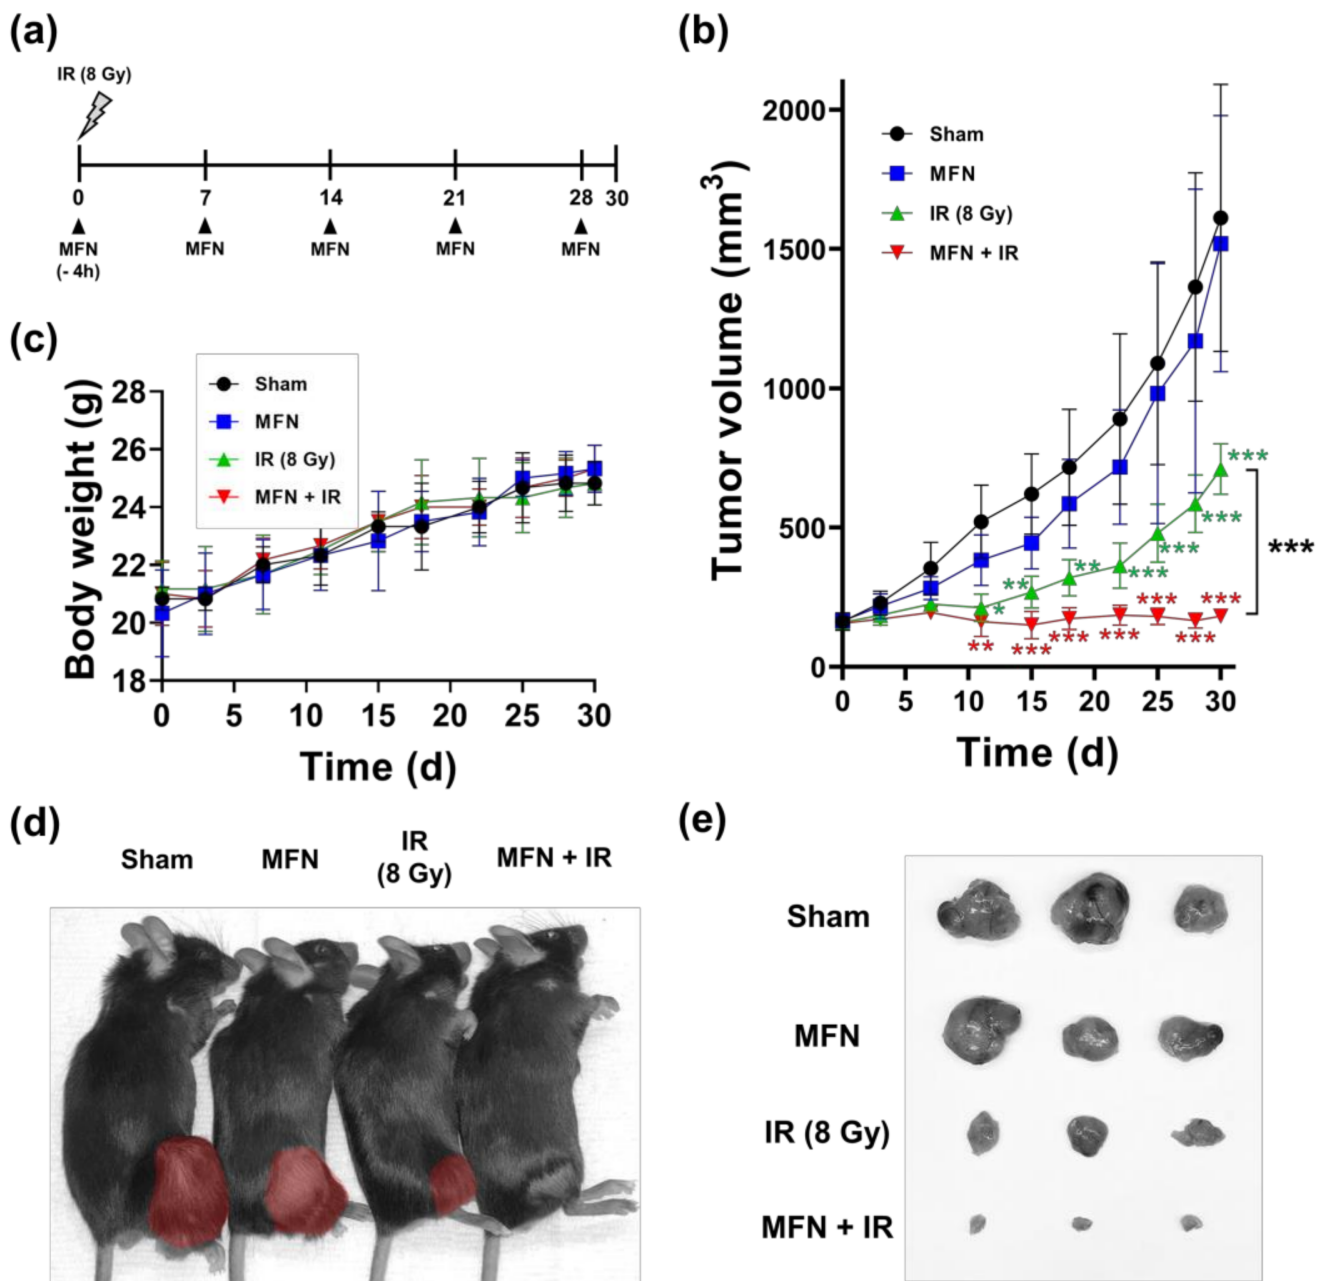 (a)
IR (8 Gy)
0 7 14 21 28 30
MFN MFN MFN MFN MFN
(- 4h)
(b)
Tumor volume (mm3)
2000
1500
1000
500
0
Sham
MFN
IR (8 Gy)
MFN + IR
*** 
***
***
***
**
**
*
***
***
***
***
***
***
**
***
0 5 10 15 20 25 30
Time (d)
(c)
Body weight (g)
28
26
24
22
20
18
Sham
MFN
IR (8 Gy)
MFN + IR
0 5 10 15 20 25 30
Time (d)
(d)
Sham MFN IR (8 Gy) MFN + IR
(e)
Sham
MFN
IR (8 Gy)
MFN + IR